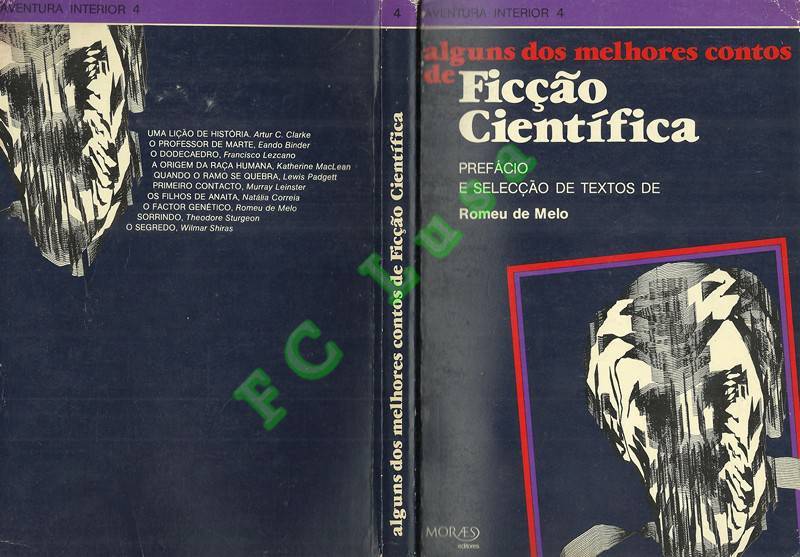 AVENTURA INTERIOR 4
UMA LIÇÃO DE HISTÓRIA. Artur C. Clarke
O PROFESSOR DE MARTE, Eando Binder
O DODECAEDRO, Francisco Lezcano
A ORIGEM DA RAÇA HUMANA, Katherine MacLean
QUANDO O RAMO SE QUEBRA, Lewis Padgett
PRIMEIRO CONTACTO, Murray Leinster
OS FILHOS DE ANAITA, Natália Correia
O FACTOR GENÉTICO, Romeu de Melo
SORRINDO, Theodore Sturgeon
O SEGREDO, Wilmar Shiras
4
alguns dos melhores contos de Ficção Científica
AVENTURA INTERIOR 4
alguns dos melhores contos
de Ficção
Científica
PREFÁCIO
E SELECÇÃO DE TEXTOS DE
Romeu de Melo
MORÆS
editores
FC Luso